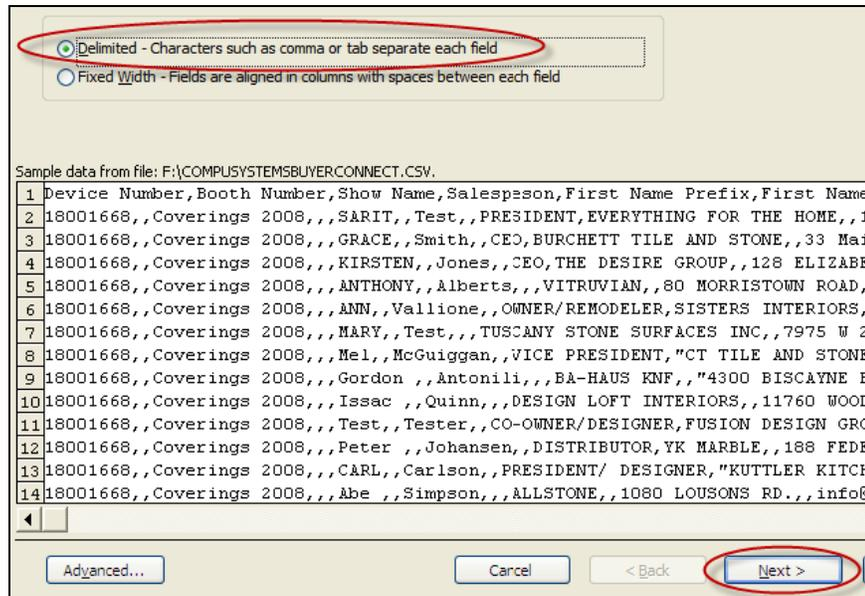 Delimited - Characters such as comma or tab separate each field
Fixed Width - Fields are aligned in columns with spaces between each field
Sample data from file: F:\COMPUSYSTEMSBUYERCONNECT.CSV.
1 Device Number,Booth Number,Show Name,Salespeson,First Name Prefix,First Name
2 18001668,,Coverings 2008,,,SARIT,,Test,,PRESIDENT,EVERYTHING FOR THE HOME,,1
3 18001668,,Coverings 2008,,,GRACE,,Smith,,CEO,BURCHETT TILE AND STONE,,33 Mai
4 18001668,,Coverings 2008,,,KIRSTEN,,Jones,,CEO,THE DESIRE GROUP,,128 ELIZABE
5 18001668,,Coverings 2008,,,ANTHONY,,Alberts,,,VITRUVIAN,,80 MORRISTOWN ROAD,
6 18001668,,Coverings 2008,,,ANN,,Vallione,,OWNER/REMODELER,SISTERS INTERIORS,
7 18001668,,Coverings 2008,,,MARY,,Test,,,TUSCANY STONE SURFACES INC,,7975 W 2
8 18001668,,Coverings 2008,,,Mel,,McGuiggan,,VICE PRESIDENT,"CT TILE AND STONE
9 18001668,,Coverings 2008,,,Gordon ,,Antonili,,,BA-HAUS KNF,,"4300 BISCAYNE B
10 18001668,,Coverings 2008,,,Issac ,,Quinn,,,DESIGN LOFT INTERIORS,,11760 WOOD
11 18001668,,Coverings 2008,,,Test,,Tester,,CO-OWNER/DESIGNER,FUSION DESIGN GRO
12 18001668,,Coverings 2008,,,Peter ,,Johansen,,DISTRIBUTOR,YK MARBLE,,188 FEDE
13 18001668,,Coverings 2008,,,CARL,,Carlson,,PRESIDENT/ DESIGNER,"KUTTLER KITCH
14 18001668,,Coverings 2008,,,Abe ,,Simpson,,,ALLSTONE,,1080 LOUSONS RD.,,info@
Advanced... Cancel < Back Next >